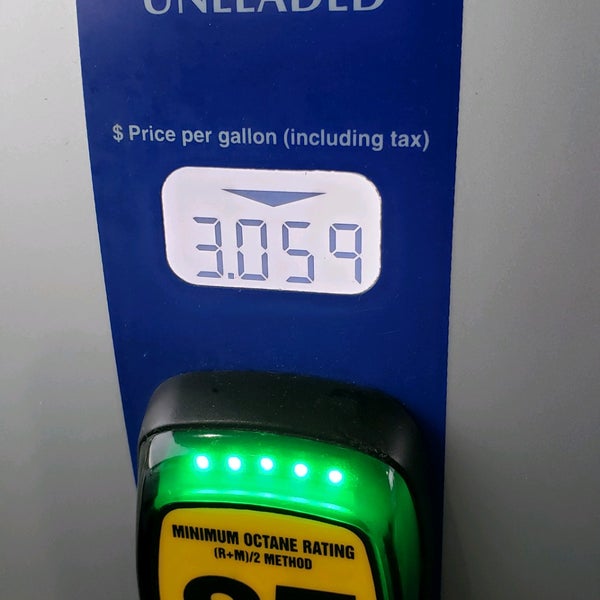 UNLEADED
$ Price per gallon (including tax)
3.059
MINIMUM OCTANE RATING
(R+M)/2 METHOD